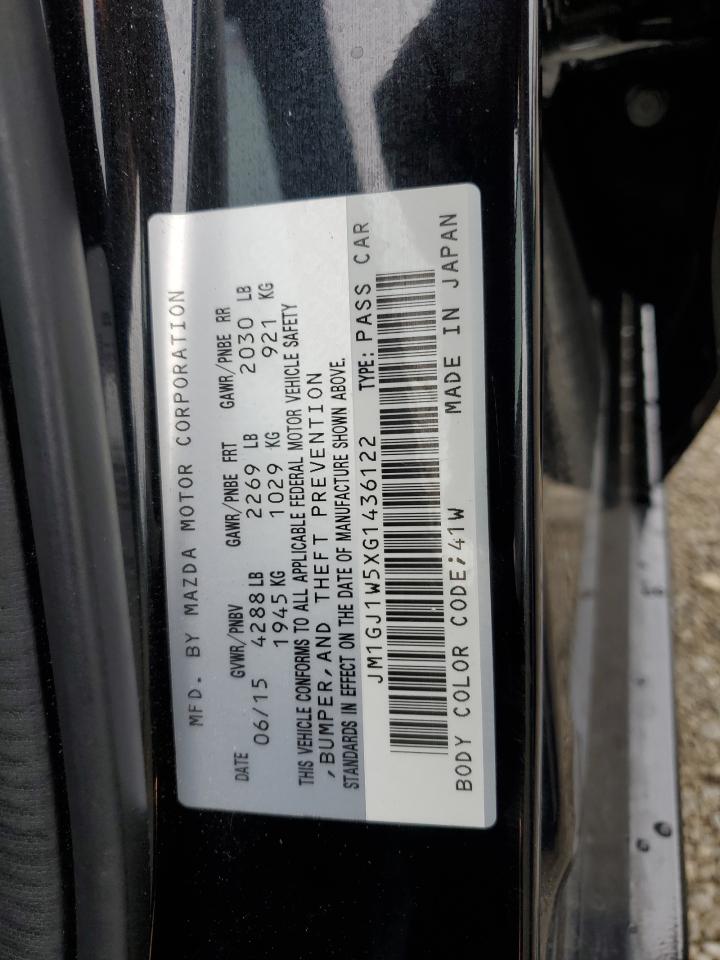 MFD. BY MAZDA MOTOR CORPORATION
DATE GVWR/PNBV GAWR/PNBE FRT GAWR/PNBE RR
06/15 4288 LB 2269 LB 2030 LB
1945 KG 1029 KG 921 KG
THIS VEHICLE CONFORMS TO ALL APPLICABLE FEDERAL MOTOR VEHICLE SAFETY
,BUMPER,AND THEFT PREVENTION
STANDARDS IN EFFECT ON THE DATE OF MANUFACTURE SHOWN ABOVE.
JM1GJ1W5XG1436122 TYPE: PASS CAR
BODY COLOR CODE;41W MADE IN JAPAN